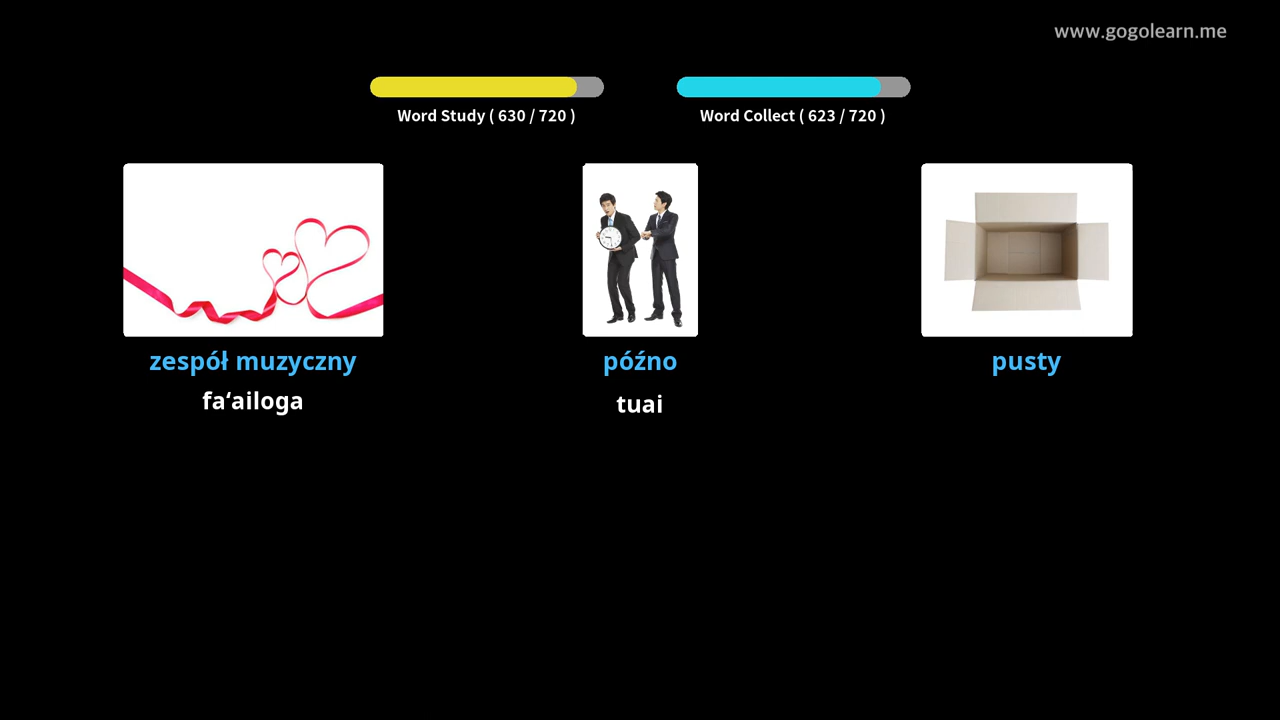 www.gogolearn.me
Word Study ( 630 / 720 )
Word Collect ( 623 / 720 )
zespół muzyczny
późno
pusty
fa‘ailoga
tuai